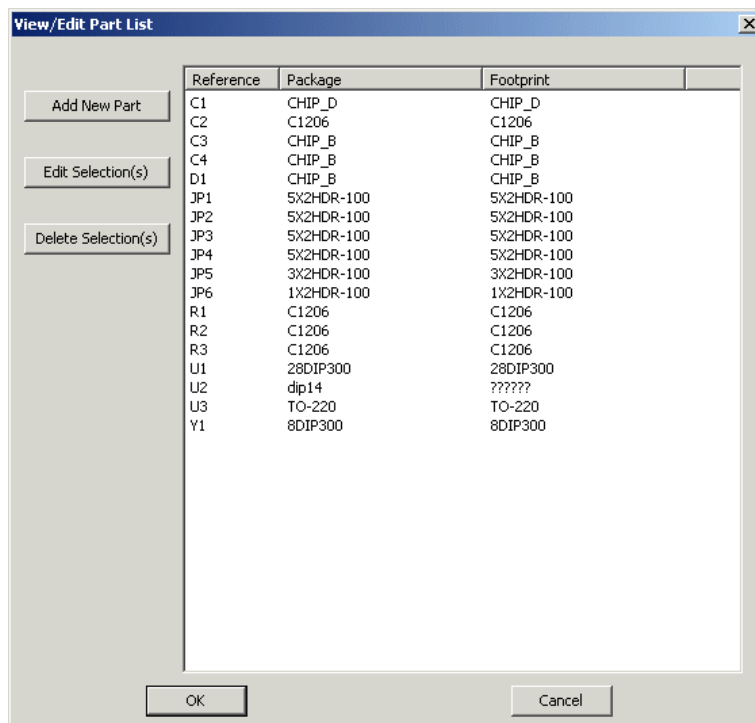 View/Edit Part List
Reference Package Footprint
Add New Part
Edit Selection(s)
Delete Selection(s)
C1 CHIP_D CHIP_D
C2 C1206 C1206
C3 CHIP_B CHIP_B
C4 CHIP_B CHIP_B
D1 CHIP_B CHIP_B
JP1 5X2HDR-100 5X2HDR-100
JP2 5X2HDR-100 5X2HDR-100
JP3 5X2HDR-100 5X2HDR-100
JP4 5X2HDR-100 5X2HDR-100
JP5 3X2HDR-100 3X2HDR-100
JP6 1X2HDR-100 1X2HDR-100
R1 C1206 C1206
R2 C1206 C1206
R3 C1206 C1206
U1 28DIP300 28DIP300
U2 dip14 ??????
U3 TO-220 TO-220
Y1 8DIP300 8DIP300
OK Cancel